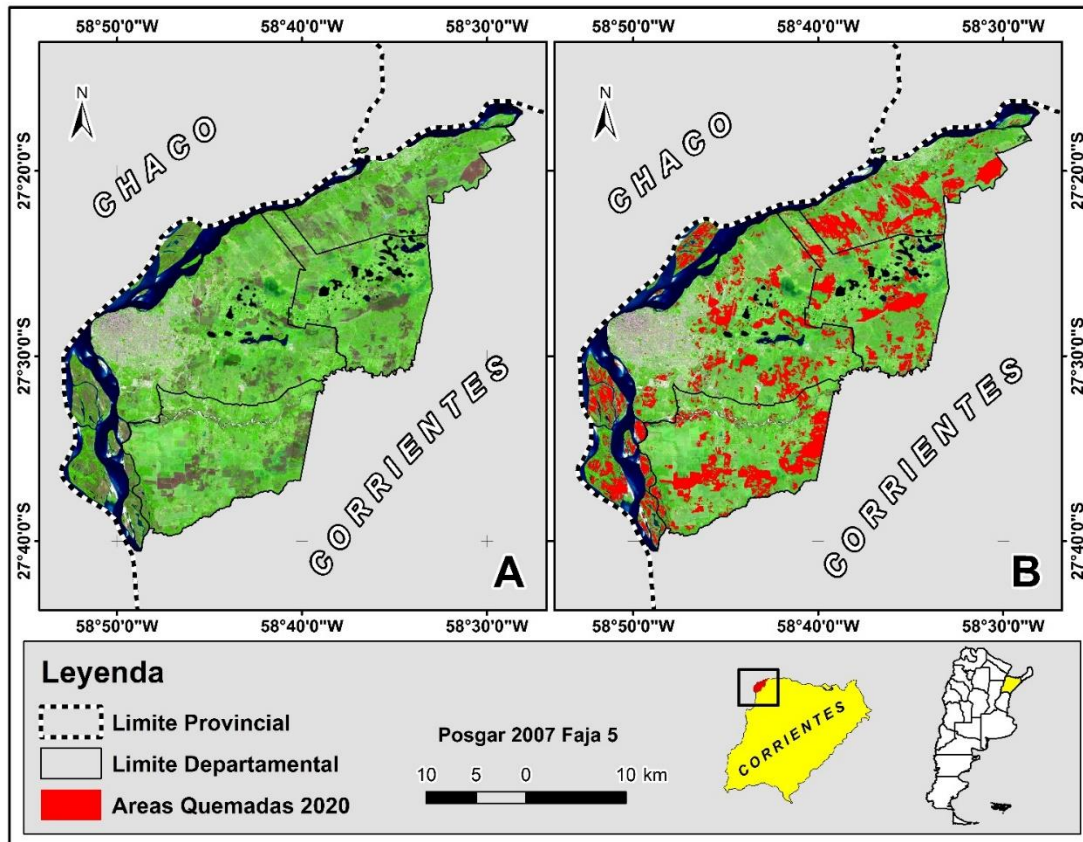 58°50'0"W 58°40'0"W 58°30'0"W
58°50'0"W 58°40'0"W 58°30'0"W
27°20'0"S
27°30'0"S
27°40'0"S
N
CHACO
CORRIENTES
A
N
CHACO
CORRIENTES
B
27°20'0"S
27°30'0"S
27°40'0"S
58°50'0"W 58°40'0"W 58°30'0"W
58°50'0"W 58°40'0"W 58°30'0"W
Leyenda
Limite Provincial
Limite Departamental
Areas Quemadas 2020
Posgar 2007 Faja 5
10 5 0 10 km
CORRIENTES